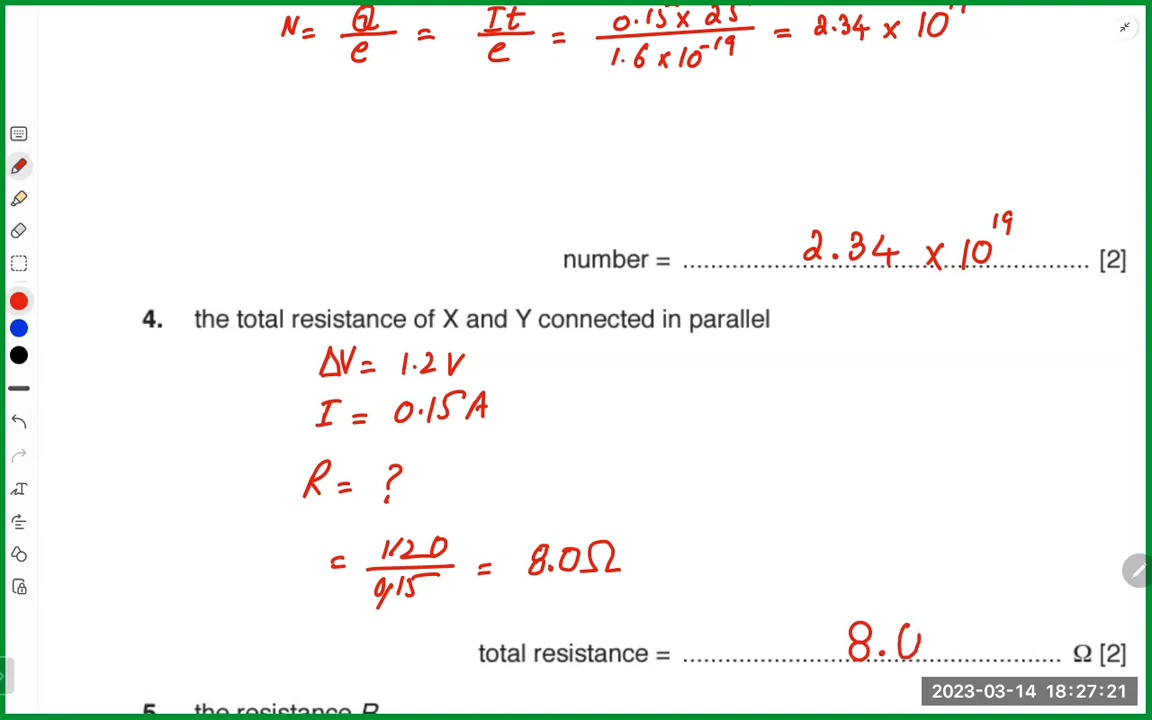 N = Q/e = It/e = 0.15 x 25 / 1.6 x 10^-19 = 2.34 x 10
number = 2.34 x 10^19 [2]
4. the total resistance of X and Y connected in parallel
ΔV = 1.2 V
I = 0.15 A
R = ?
= 1.20 / 0.15 = 8.0Ω
total resistance = 8.0 Ω [2]
2023-03-14 18:27:21
5. the resistance R